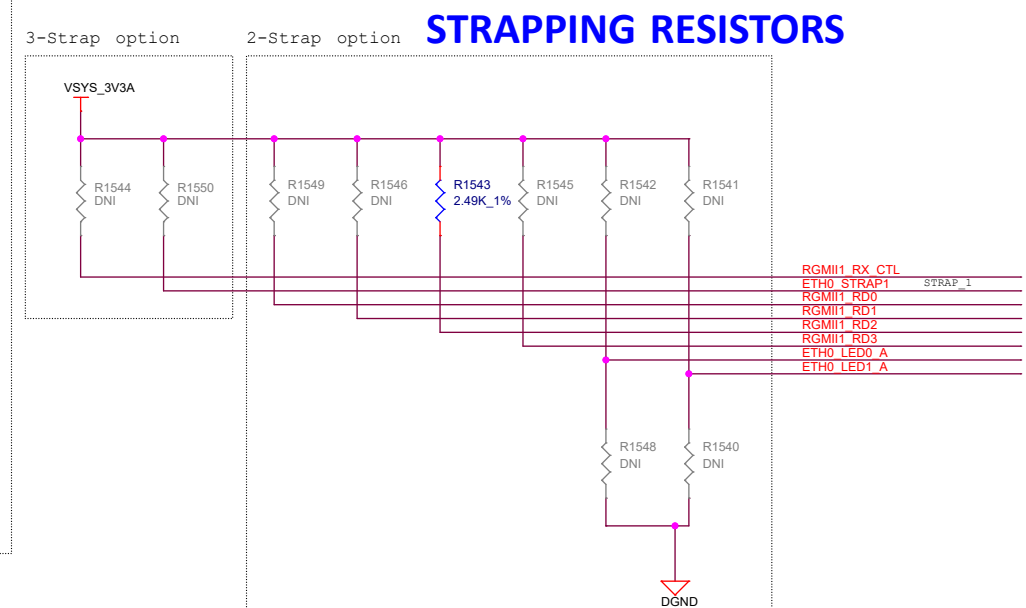 STRAPPING RESISTORS
3-Strap option
2-Strap option
VSYS_3V3A
R1544
DNI
R1550
DNI
R1549
DNI
R1546
DNI
R1543
2.49K_1%
R1545
DNI
R1542
DNI
R1541
DNI
RGMII1_RX_CTL
ETH0_STRAP1 STRAP_1
RGMII1_RD0
RGMII1_RD1
RGMII1_RD2
RGMII1_RD3
ETH0_LED0_A
ETH0_LED1_A
R1548
DNI
R1540
DNI
DGND